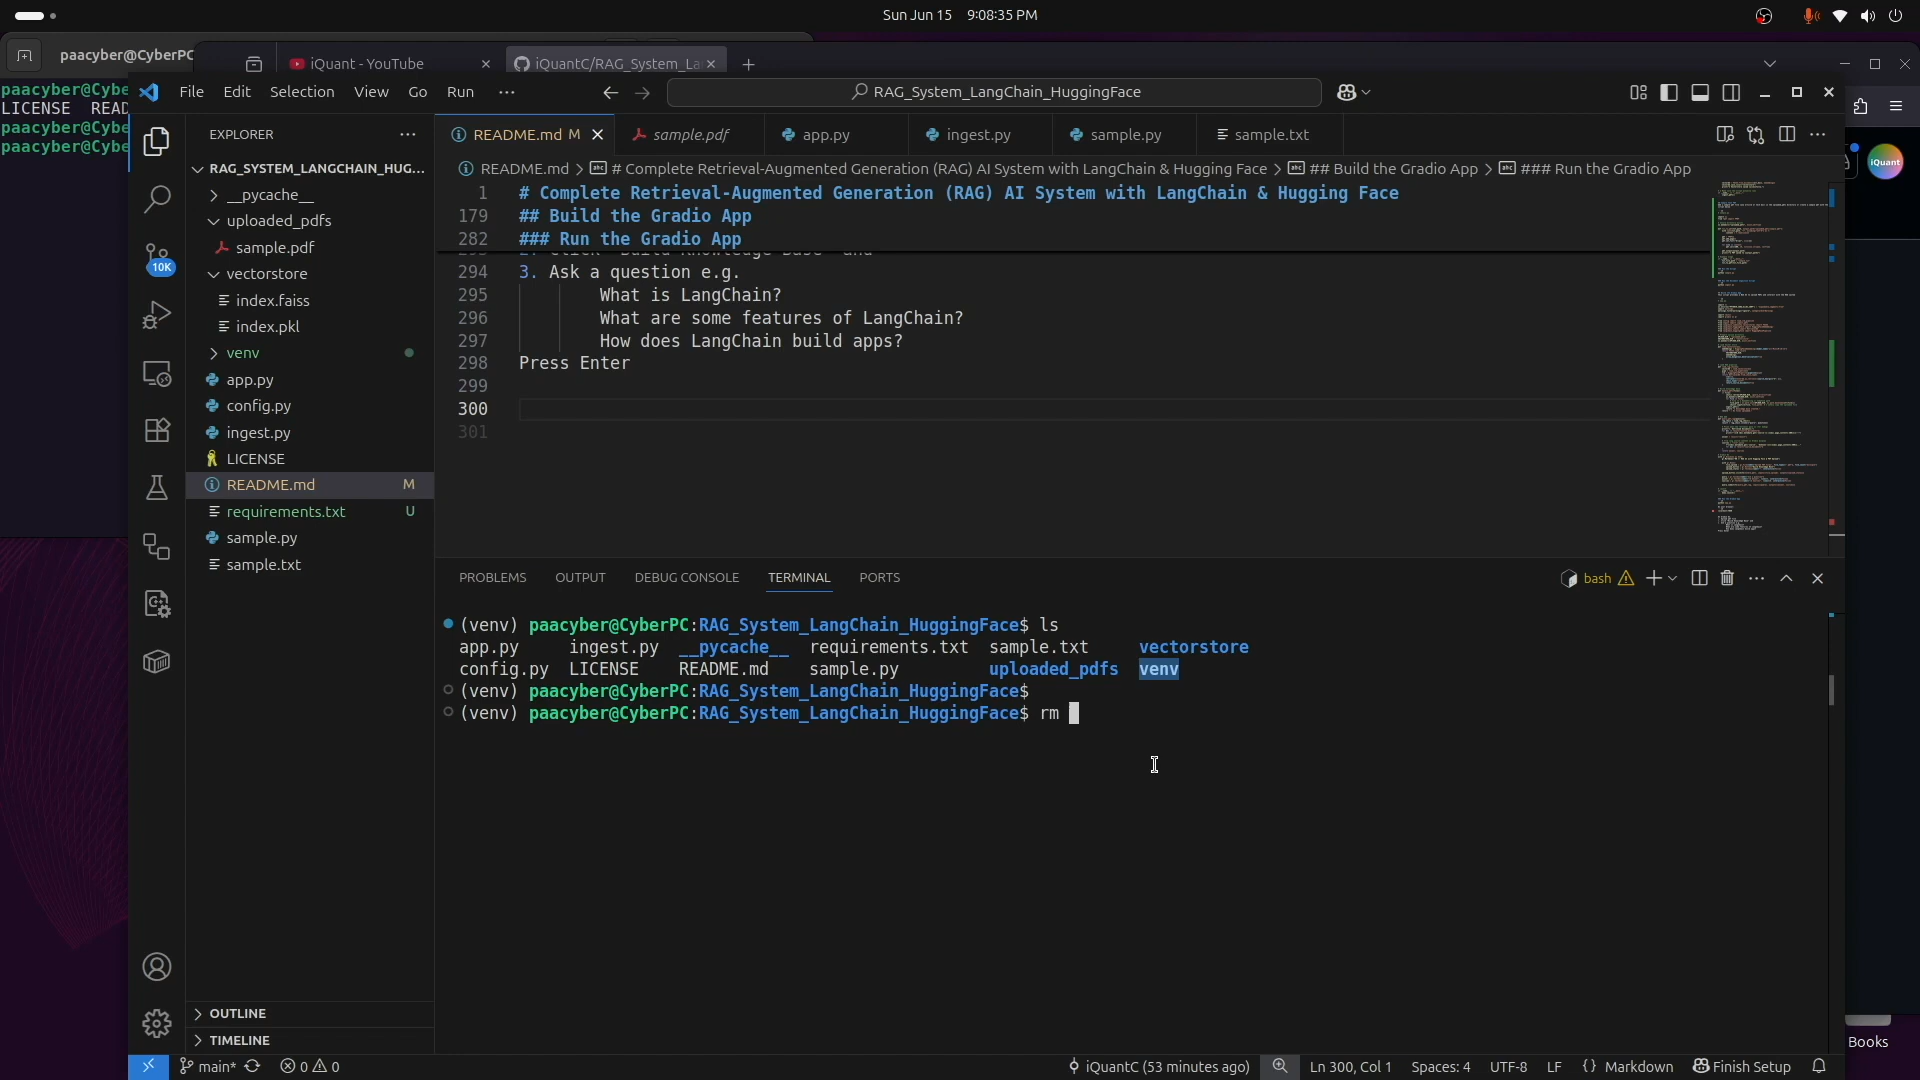 Sun Jun 15 9:08:35 PM
paacyber@CyberPC
iQuant - YouTube
iQuantC/RAG_System_La
paacyber@Cybe
LICENSE READ
paacyber@Cybe
paacyber@Cybe
File Edit Selection View Go Run ···
RAG_System_LangChain_HuggingFace
EXPLORER
README.md M
sample.pdf
app.py
ingest.py
sample.py
sample.txt
iQuant
RAG_SYSTEM_LANGCHAIN_HUG...
README.md > # Complete Retrieval-Augmented Generation (RAG) AI System with LangChain & Hugging Face > ## Build the Gradio App > ### Run the Gradio App
__pycache__
uploaded_pdfs
sample.pdf
10K
vectorstore
index.faiss
index.pkl
venv
app.py
config.py
ingest.py
LICENSE
README.md M
requirements.txt U
sample.py
sample.txt
OUTLINE
TIMELINE
1 # Complete Retrieval-Augmented Generation (RAG) AI System with LangChain & Hugging Face
179 ## Build the Gradio App
282 ### Run the Gradio App
294 3. Ask a question e.g.
295 What is LangChain?
296 What are some features of LangChain?
297 How does LangChain build apps?
298 Press Enter
299
300
301
PROBLEMS OUTPUT DEBUG CONSOLE TERMINAL PORTS
bash
(venv) paacyber@CyberPC:RAG_System_LangChain_HuggingFace$ ls
app.py ingest.py __pycache__ requirements.txt sample.txt vectorstore
config.py LICENSE README.md sample.py uploaded_pdfs venv
(venv) paacyber@CyberPC:RAG_System_LangChain_HuggingFace$
(venv) paacyber@CyberPC:RAG_System_LangChain_HuggingFace$ rm
Books
main* 0 0
iQuantC (53 minutes ago) Ln 300, Col 1 Spaces: 4 UTF-8 LF {} Markdown Finish Setup